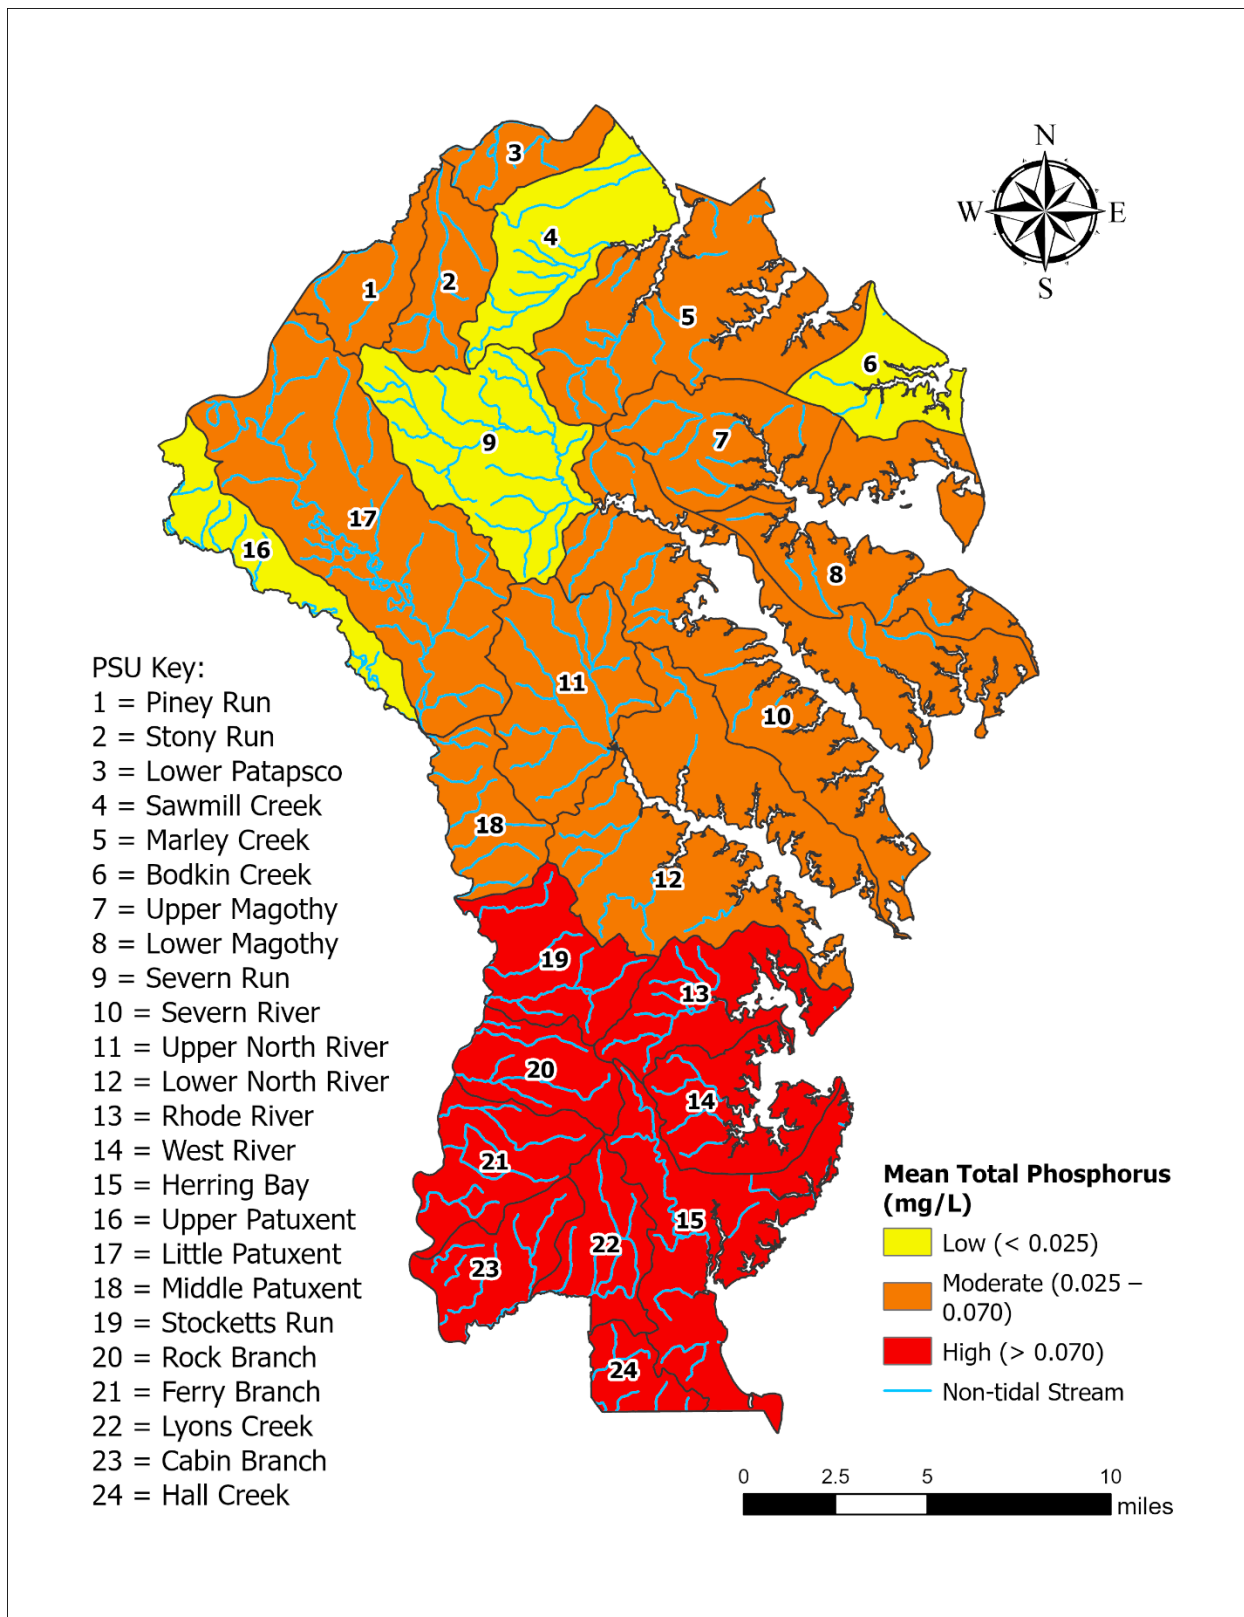 N
W
E
S
3
4
1
2
5
6
7
9
17
16
8
11
10
18
12
19
13
20
14
21
15
22
23
24
PSU Key:
1 = Piney Run
2 = Stony Run
3 = Lower Patapsco
4 = Sawmill Creek
5 = Marley Creek
6 = Bodkin Creek
7 = Upper Magothy
8 = Lower Magothy
9 = Severn Run
10 = Severn River
11 = Upper North River
12 = Lower North River
13 = Rhode River
14 = West River
15 = Herring Bay
16 = Upper Patuxent
17 = Little Patuxent
18 = Middle Patuxent
19 = Stocketts Run
20 = Rock Branch
21 = Ferry Branch
22 = Lyons Creek
23 = Cabin Branch
24 = Hall Creek
Mean Total Phosphorus
(mg/L)
Low (< 0.025)
Moderate (0.025 –
0.070)
High (> 0.070)
Non-tidal Stream
0 2.5 5 10
miles